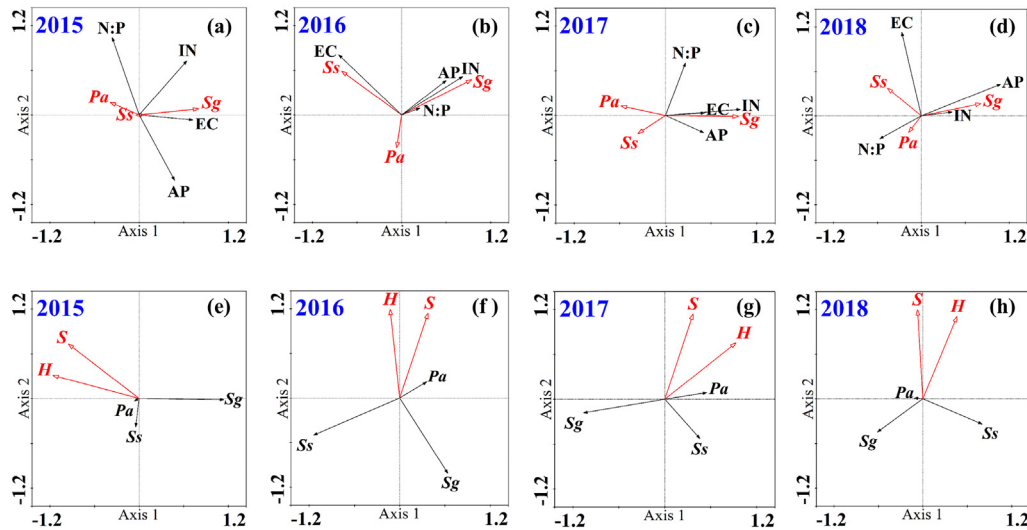 1.2 2015 (a)
N:P
IN
Pa
Ss
Sg
EC
AP
Axis 2
-1.2
-1.2 Axis 1 1.2
1.2 2016 (b)
EC
Ss
AP IN
Sg
N:P
Pa
Axis 2
-1.2
-1.2 Axis 1 1.2
1.2 2017 (c)
N:P
Pa
EC IN
Sg
Ss
AP
Axis 2
-1.2
-1.2 Axis 1 1.2
1.2 2018 (d)
EC
Ss
AP
Sg
IN
N:P
Pa
Axis 2
-1.2
-1.2 Axis 1 1.2
1.2 2015 (e)
S
H
Pa
Sg
Ss
Axis 2
-1.2
-1.2 Axis 1 1.2
1.2 2016 (f )
H S
Pa
Ss
Sg
Axis 2
-1.2
-1.2 Axis 1 1.2
1.2 2017 (g)
S
H
Pa
Sg
Ss
Axis 2
-1.2
-1.2 Axis 1 1.2
1.2 2018 (h)
S H
Pa
Sg
Ss
Axis 2
-1.2
-1.2 Axis 1 1.2